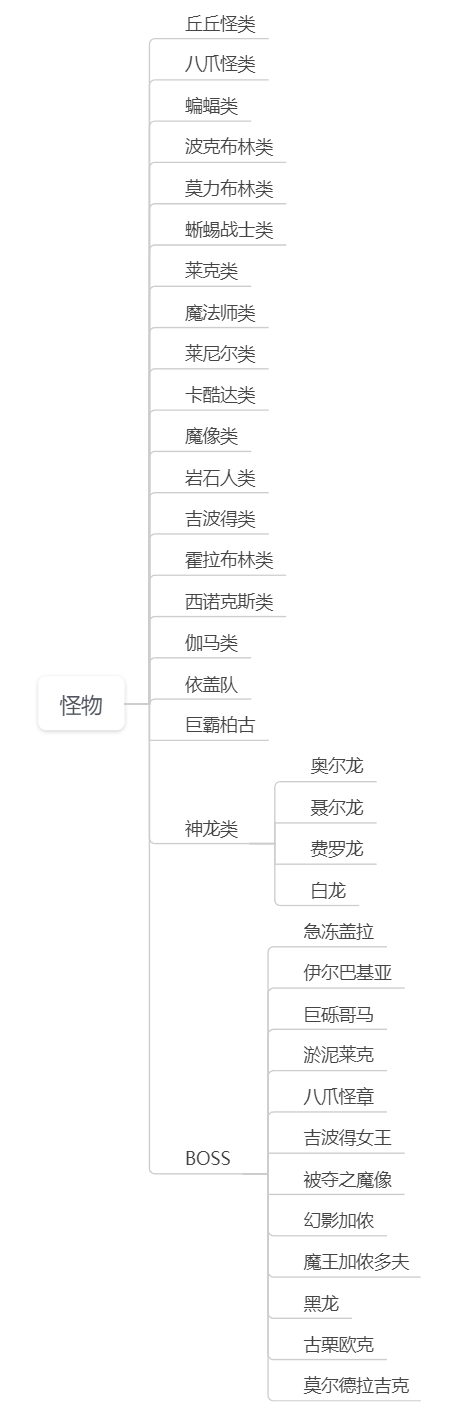 丘丘怪类
八爪怪类
蝙蝠类
波克布林类
莫力布林类
蜥蜴战士类
莱克类
魔法师类
莱尼尔类
卡酷达类
魔像类
岩石人类
吉波得类
霍拉布林类
西诺克斯类
伽马类
依盖队
巨霸柏古
怪物
神龙类
奥尔龙
聂尔龙
费罗龙
白龙
BOSS
急冻盖拉
伊尔巴基亚
巨砾哥马
淤泥莱克
八爪怪章
吉波得女王
被夺之魔像
幻影加侬
魔王加侬多夫
黑龙
古栗欧克
莫尔德拉吉克